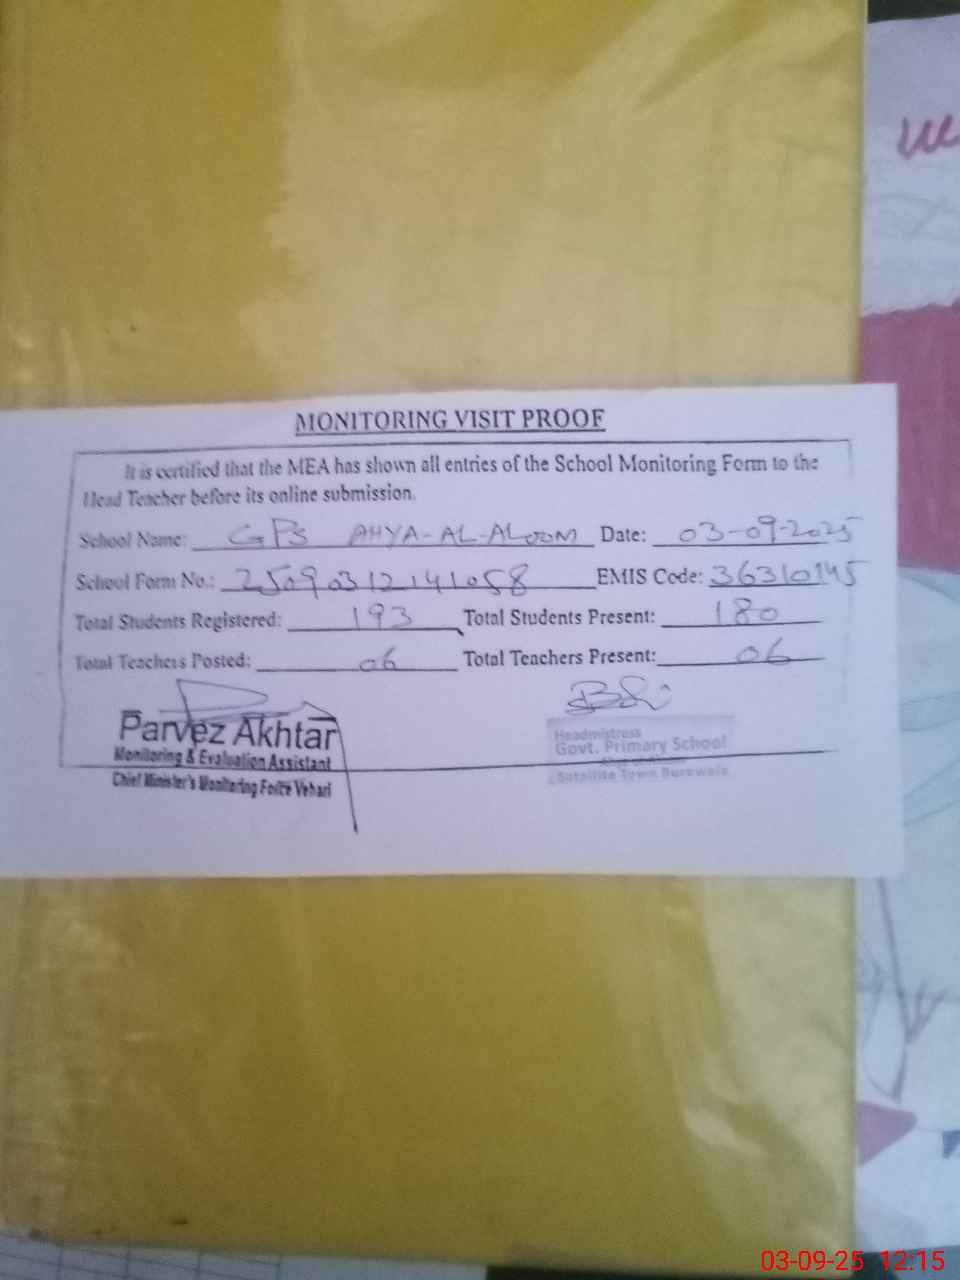 MONITORING VISIT PROOF
It is certified that the MEA has shown all entries of the School Monitoring Form to the
Head Teacher before its online submission.
School Name: GPS AHYA-AL-ALOOM Date: 03-09-2025
School Form No.: 25090312141058 EMIS Code: 36310145
Total Students Registered: 193 Total Students Present: 180
Total Teachers Posted: 06 Total Teachers Present: 06
Parvez Akhtar
Monitoring & Evaluation Assistant
Chief Minister's Monitoring Force Vehari
Headmistress
Govt. Primary School
Satellite Town Burewala
03-09-25 12:15